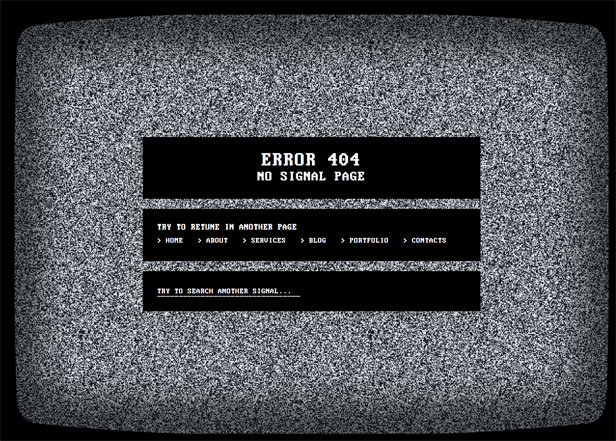 ERROR 404
NO SIGNAL PAGE
TRY TO RETUNE IN ANOTHER PAGE
> HOME > ABOUT > SERVICES > BLOG > PORTFOLIO > CONTACTS
TRY TO SEARCH ANOTHER SIGNAL...